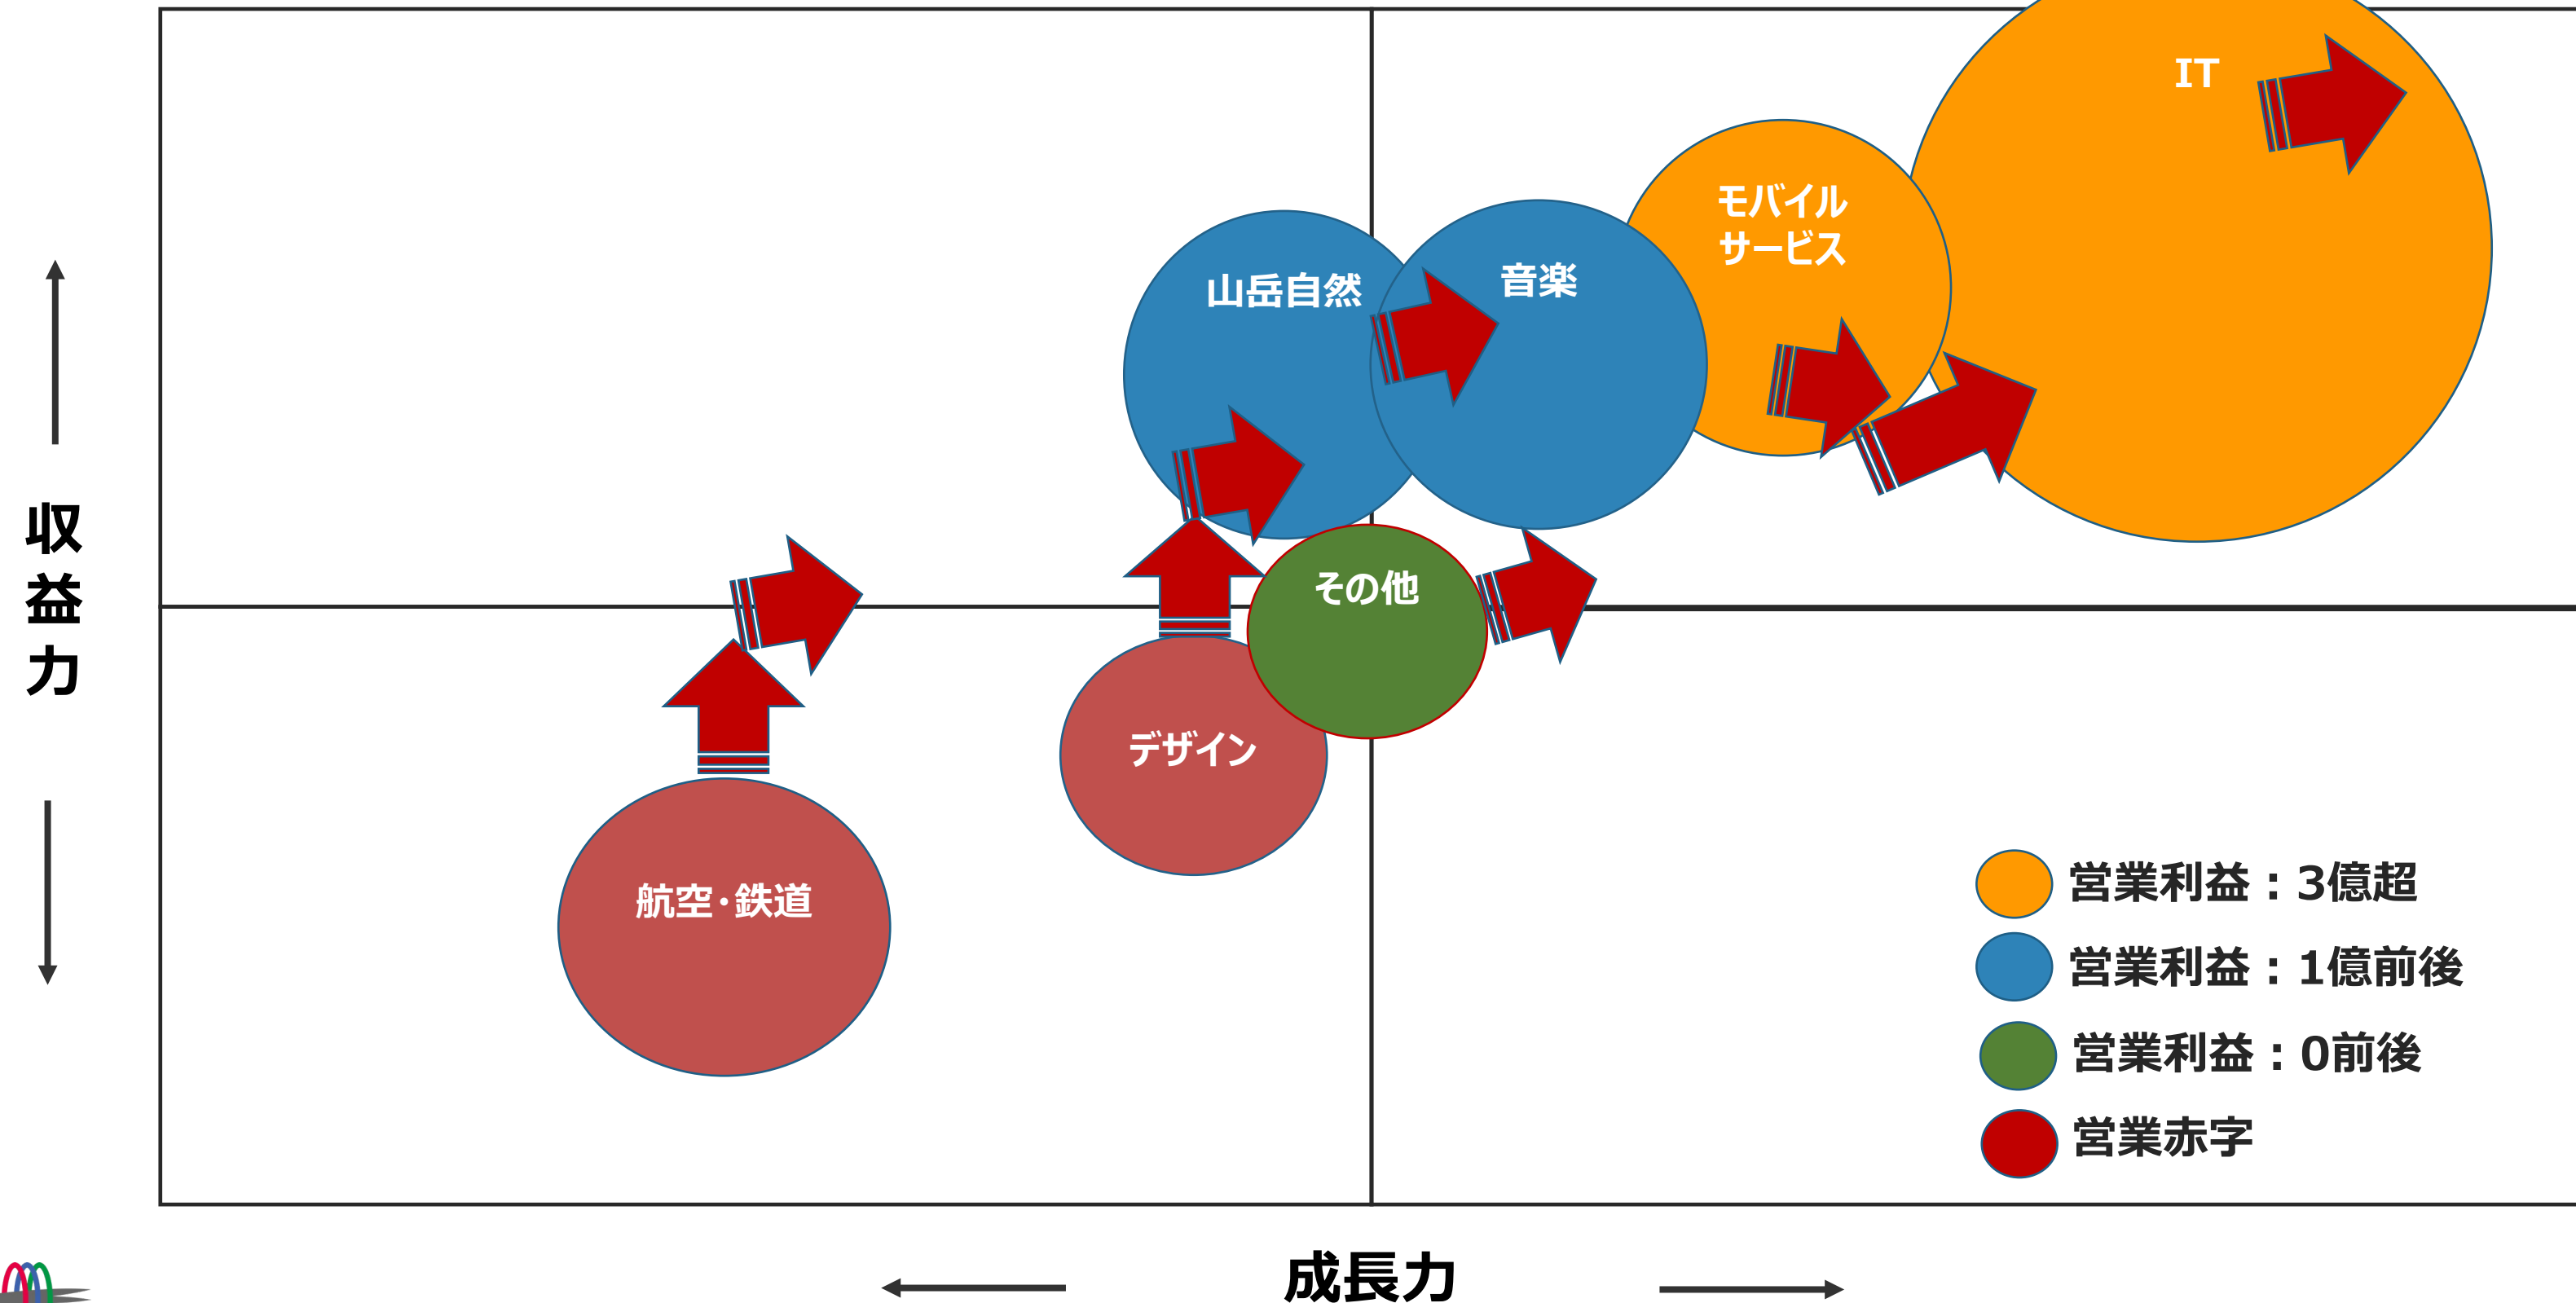 IT
モバイル
サービス
山岳自然
音楽
収益力
その他
デザイン
航空・鉄道
営業利益：3億超
営業利益：1億前後
営業利益：0前後
営業赤字
成長力